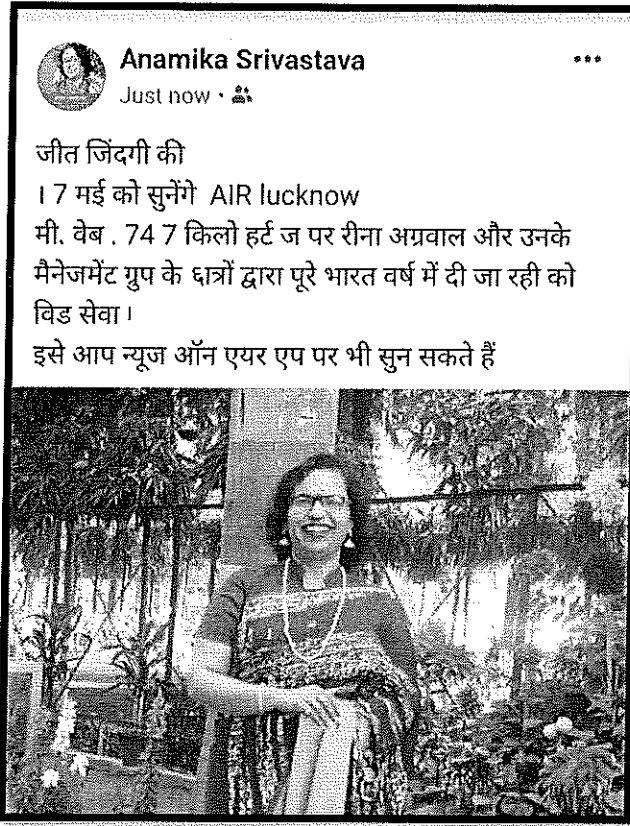 Anamika Srivastava
Just now ·
जीत जिंदगी की
। 7 मई को सुनेंगे AIR lucknow
मी. वेब . 74 7 किलो हर्ट ज पर रीना अग्रवाल और उनके
मैनेजमेंट ग्रुप के छात्रों द्वारा पूरे भारत वर्ष में दी जा रही को
विड सेवा ।
इसे आप न्यूज ऑन एयर एप पर भी सुन सकते हैं